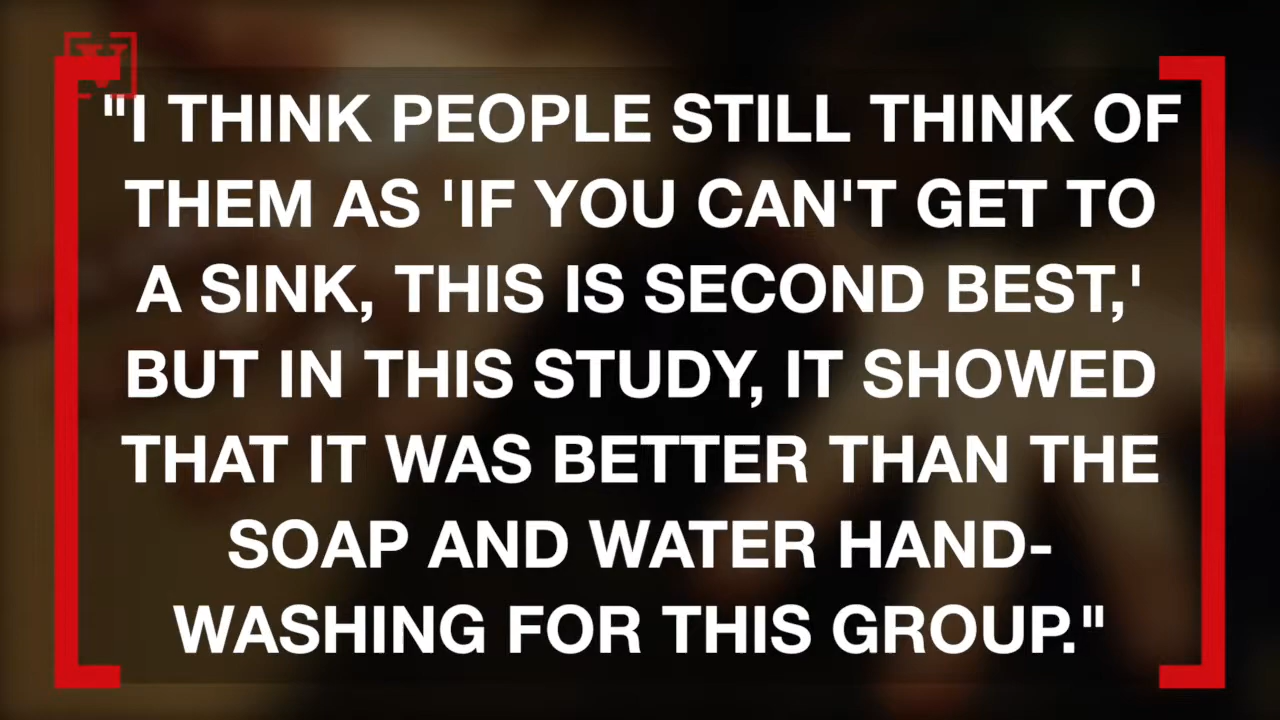 "I THINK PEOPLE STILL THINK OF
THEM AS 'IF YOU CAN'T GET TO
A SINK, THIS IS SECOND BEST,'
BUT IN THIS STUDY, IT SHOWED
THAT IT WAS BETTER THAN THE
SOAP AND WATER HAND-
WASHING FOR THIS GROUP."